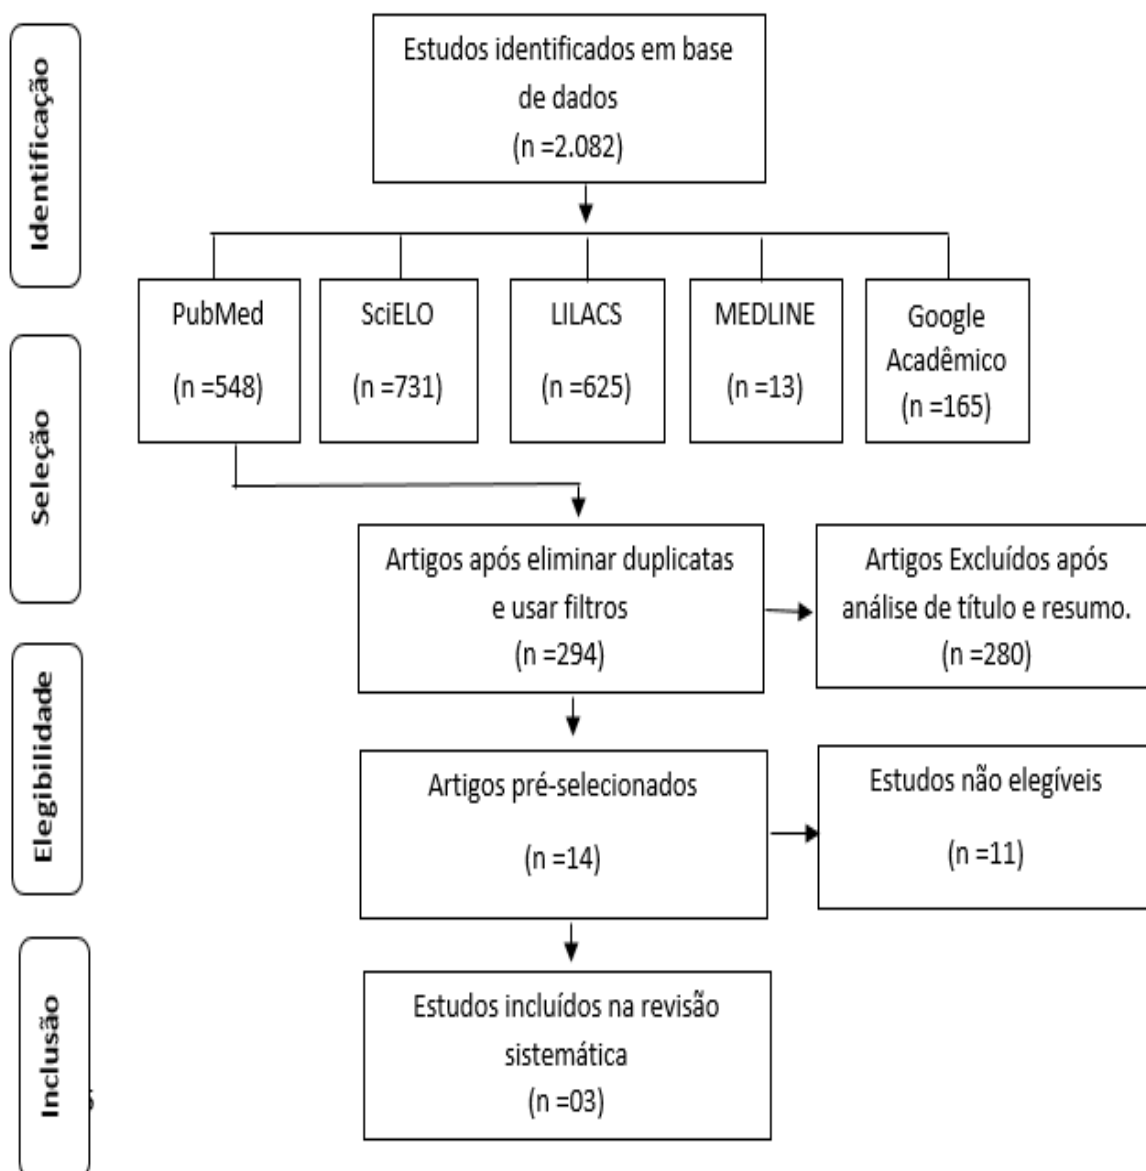 Identificação
Estudos identificados em base
de dados
(n =2.082)
PubMed
(n =548)
SciELO
(n =731)
LILACS
(n =625)
MEDLINE
(n =13)
Google
Acadêmico
(n =165)
Seleção
Artigos após eliminar duplicatas
e usar filtros
(n =294)
Artigos Excluídos após
análise de título e resumo.
(n =280)
Elegibilidade
Artigos pré-selecionados
(n =14)
Estudos não elegíveis
(n =11)
Inclusão
Estudos incluídos na revisão
sistemática
(n =03)